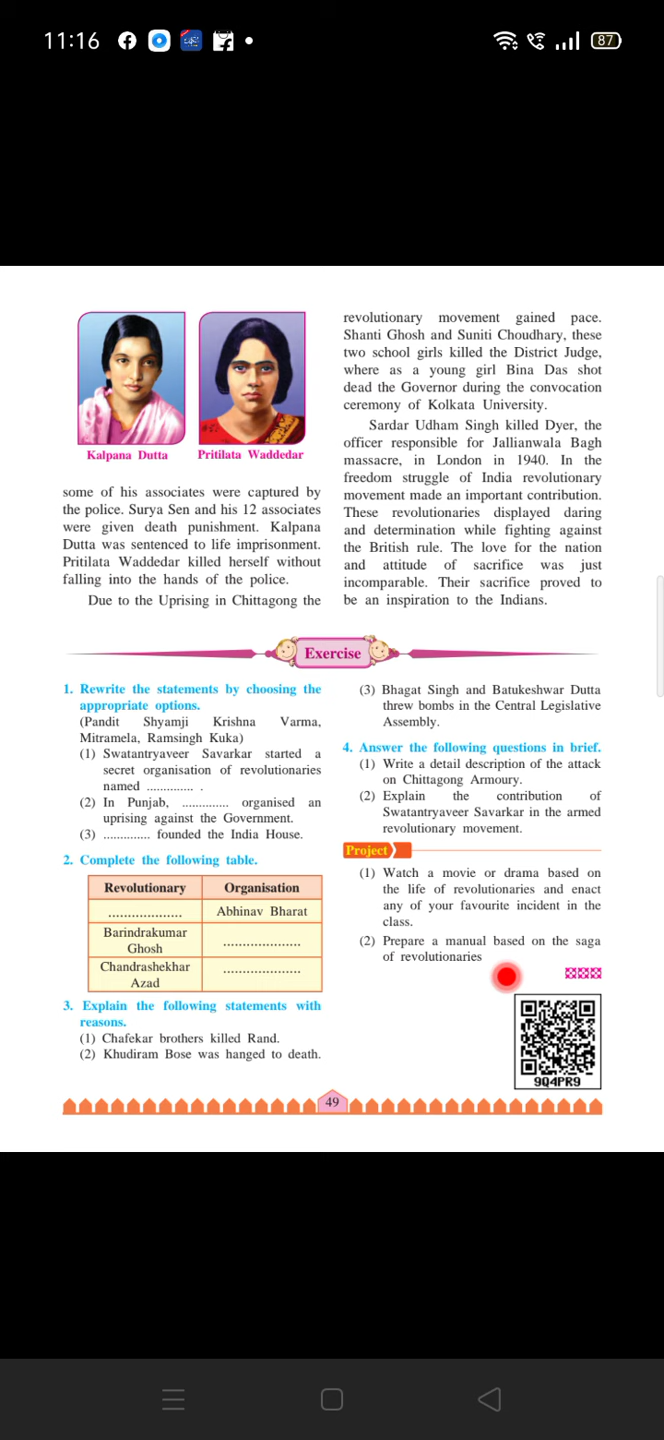 11:16
87
Kalpana Dutta
Pritilata Waddedar
some of his associates were captured by
the police. Surya Sen and his 12 associates
were given death punishment. Kalpana
Dutta was sentenced to life imprisonment.
Pritilata Waddedar killed herself without
falling into the hands of the police.
Due to the Uprising in Chittagong the
revolutionary movement gained pace.
Shanti Ghosh and Suniti Choudhary, these
two school girls killed the District Judge,
where as a young girl Bina Das shot
dead the Governor during the convocation
ceremony of Kolkata University.
Sardar Udham Singh killed Dyer, the
officer responsible for Jallianwala Bagh
massacre, in London in 1940. In the
freedom struggle of India revolutionary
movement made an important contribution.
These revolutionaries displayed daring
and determination while fighting against
the British rule. The love for the nation
and attitude of sacrifice was just
incomparable. Their sacrifice proved to
be an inspiration to the Indians.
Exercise
1. Rewrite the statements by choosing the
appropriate options.
(Pandit Shyamji Krishna Varma,
Mitramela, Ramsingh Kuka)
(1) Swatantryaveer Savarkar started a
secret organisation of revolutionaries
named .............. .
(2) In Punjab, .............. organised an
uprising against the Government.
(3) .............. founded the India House.
2. Complete the following table.
Revolutionary Organisation
.................... Abhinav Bharat
Barindrakumar
Ghosh .....................
Chandrashekhar
Azad .....................
3. Explain the following statements with
reasons.
(1) Chafekar brothers killed Rand.
(2) Khudiram Bose was hanged to death.
(3) Bhagat Singh and Batukeshwar Dutta
threw bombs in the Central Legislative
Assembly.
4. Answer the following questions in brief.
(1) Write a detail description of the attack
on Chittagong Armoury.
(2) Explain the contribution of
Swatantryaveer Savarkar in the armed
revolutionary movement.
Project
(1) Watch a movie or drama based on
the life of revolutionaries and enact
any of your favourite incident in the
class.
(2) Prepare a manual based on the saga
of revolutionaries
9Q4PR9
49